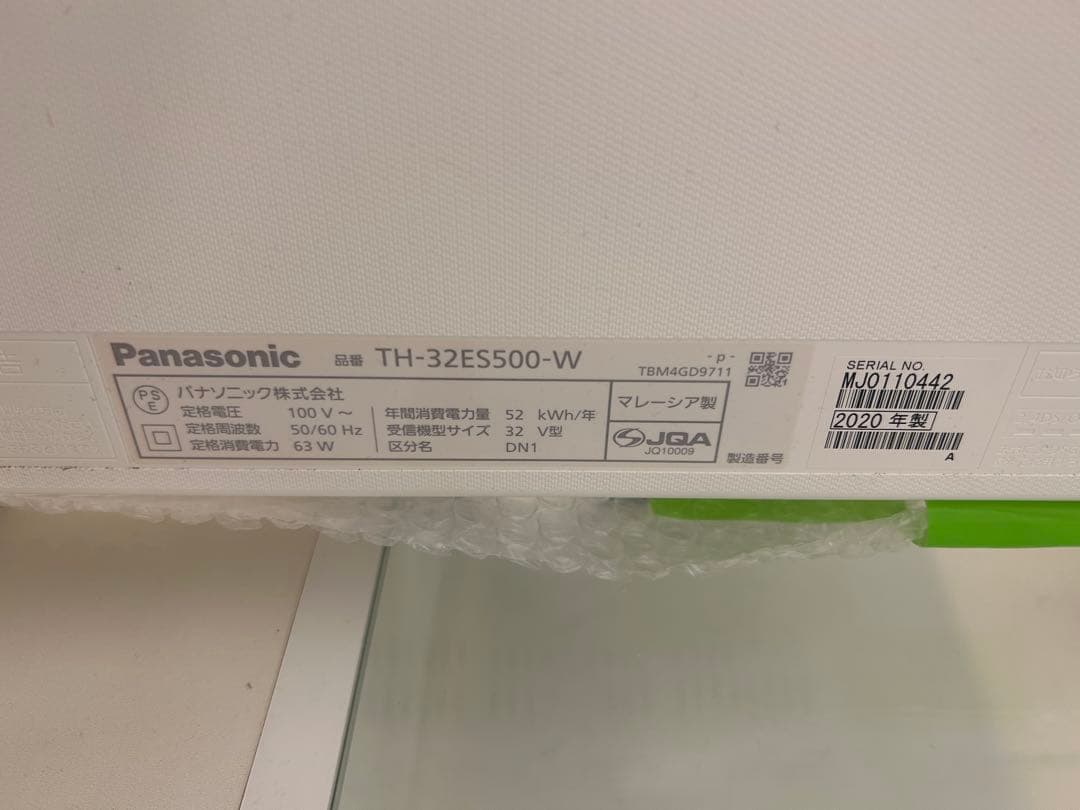 Panasonic 品番 TH-32ES500-W
-p-
TBM4GD9711
PS
E
パナソニック株式会社
定格電圧 100 V～
定格周波数 50/60 Hz
定格消費電力 63 W
年間消費電力量 52 kWh/年
受信機型サイズ 32 V型
区分名 DN1
マレーシア製
JQA
JQ10009
製造番号
SERIAL NO.
MJ0110442
2020 年製
A